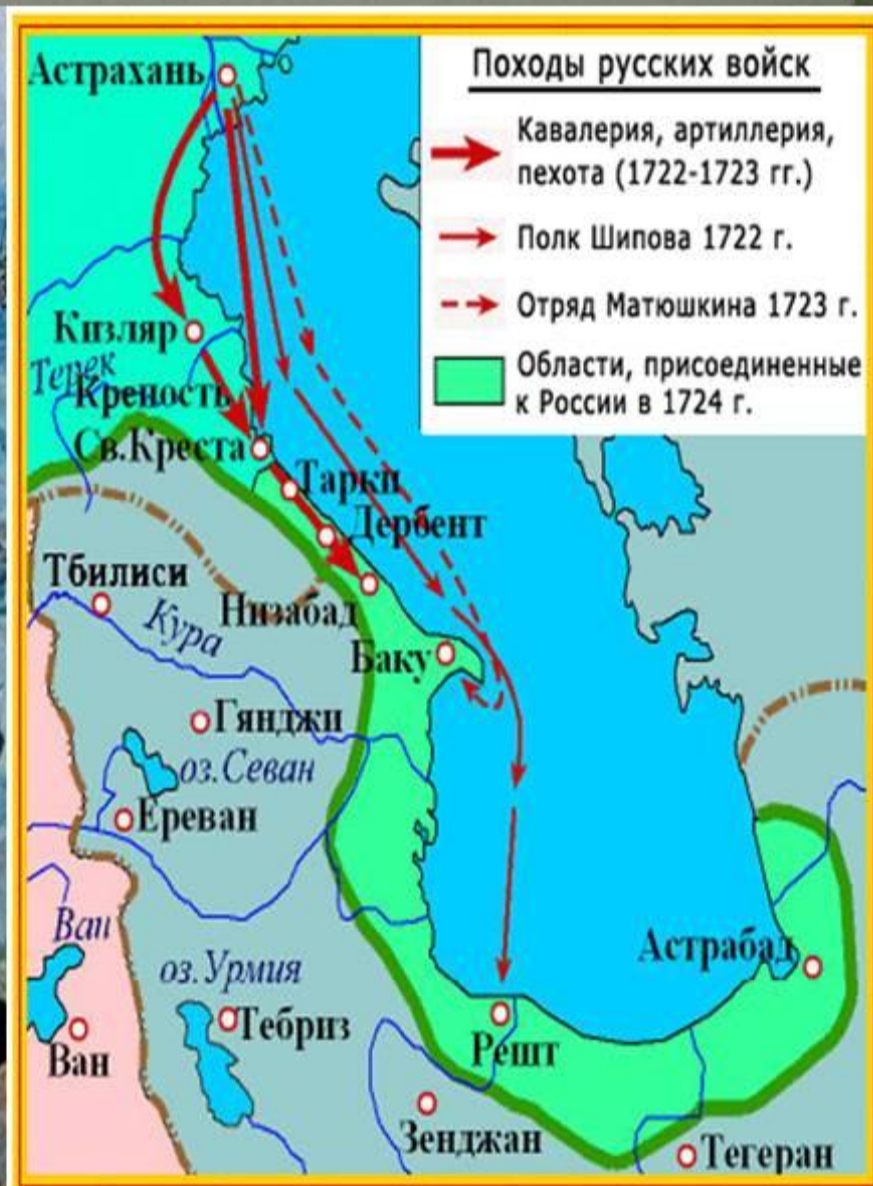 Астрахань
Походы русских войск
Кавалерия, артиллерия,
пехота (1722-1723 гг.)
Полк Шипова 1722 г.
Отряд Матюшкина 1723 г.
Области, присоединенные
к России в 1724 г.
Кизляр
Терек
Крепость
Св.Креста
Тарки
Дербент
Тбилиси
Низабад
Кура
Баку
Гянджи
оз.Севан
Ереван
Ван
оз.Урмия
Астрабад
Тебриз
Ван
Решт
Зенджан
Тегеран